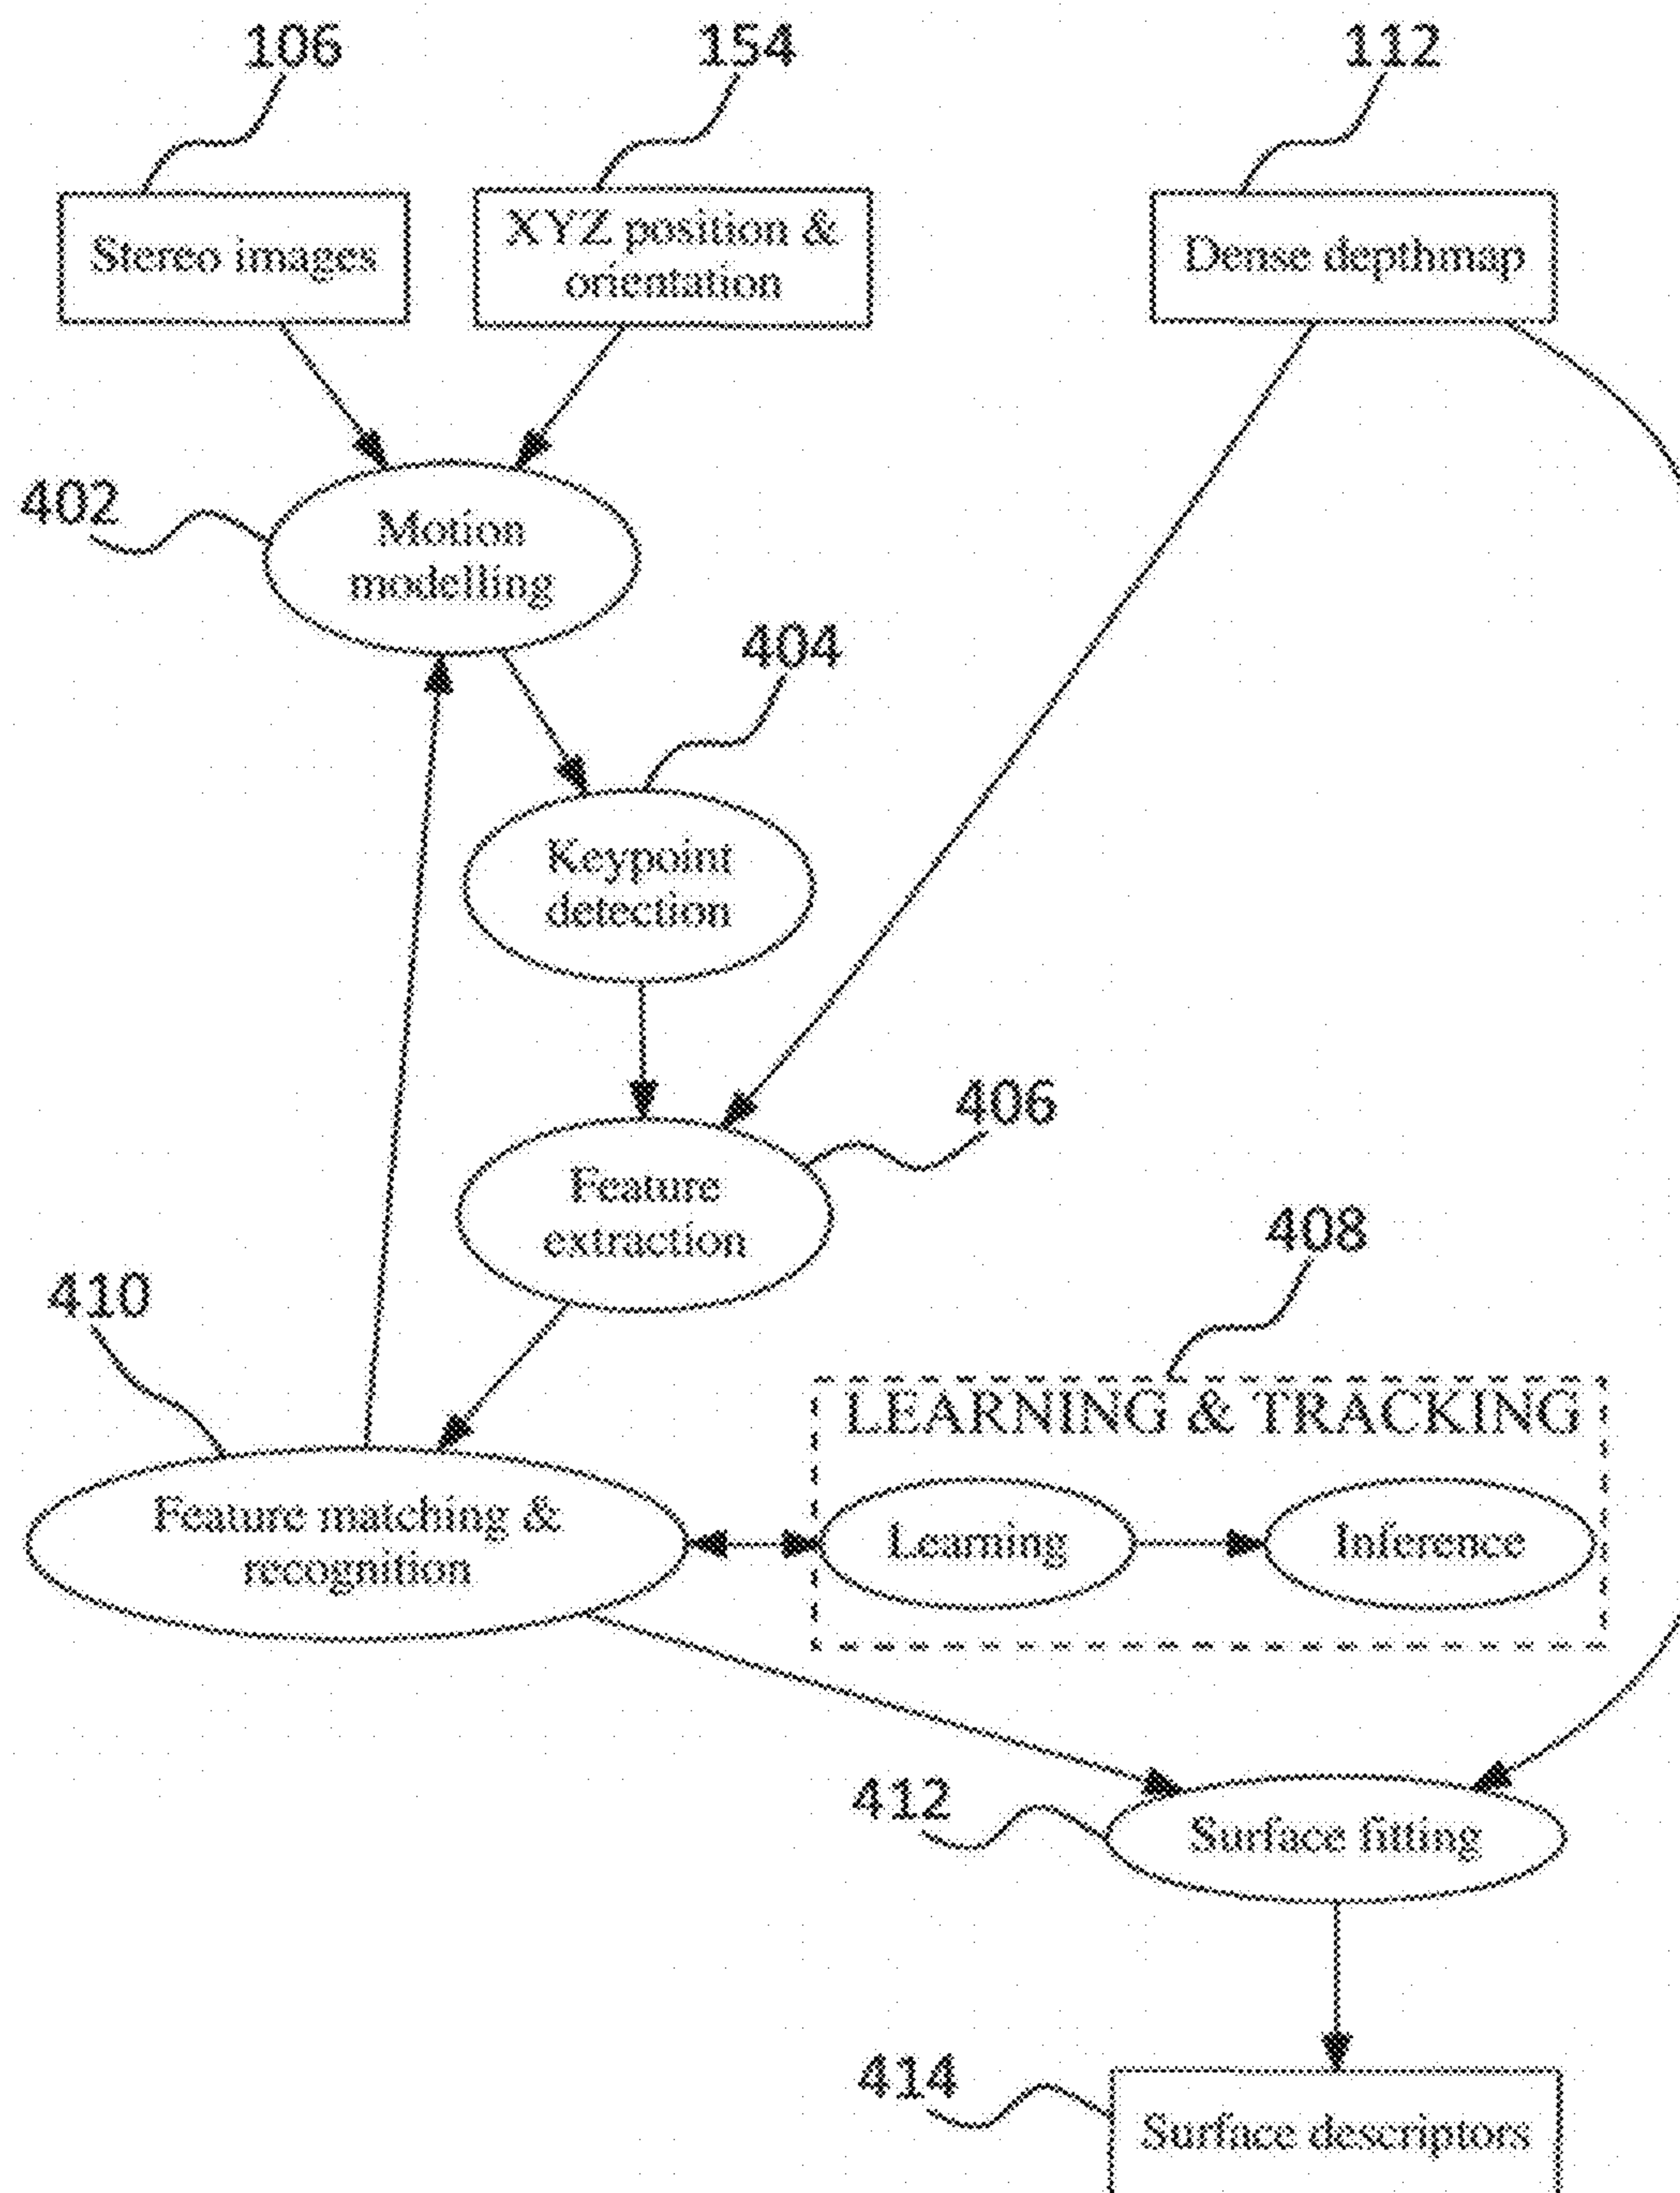 106
154
112
Stereo images
XYZ position &
orientation
Dense depthmap
402
Motion
modelling
404
Keypoint
detection
406
Feature
extraction
408
410
LEARNING & TRACKING
Feature matching &
recognition
Learning
Inference
412
Surface fitting
414
Surface descriptors